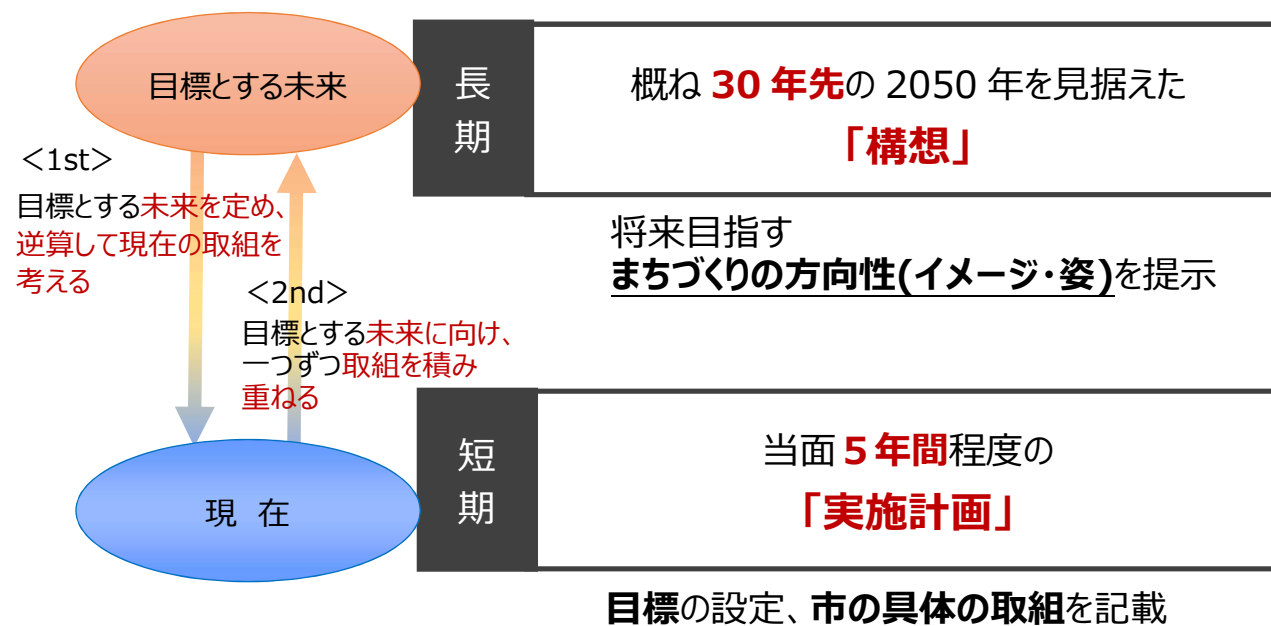 目標とする未来
長
期
概ね 30 年先の 2050 年を見据えた
「構想」
<1st>
目標とする未来を定め、
逆算して現在の取組を
考える
将来目指す
まちづくりの方向性(イメージ・姿)を提示
<2nd>
目標とする未来に向け、
一つずつ取組を積み
重ねる
現 在
短
期
当面 5 年間程度の
「実施計画」
目標の設定、市の具体の取組を記載